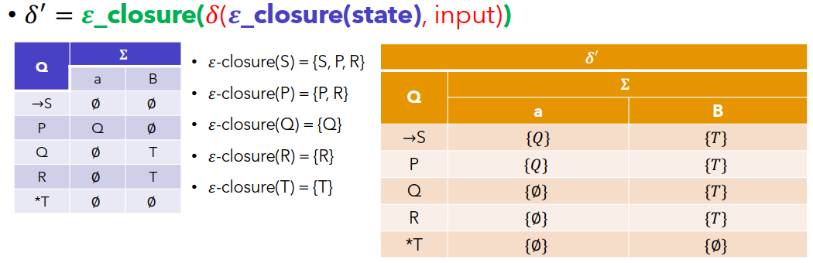 • δ′ = ε_closure(δ(ε_closure(state), input))
Q Σ
a B
→S Ø Ø
P Q Ø
Q Ø T
R Ø T
*T Ø Ø
• ε-closure(S) = {S, P, R}
• ε-closure(P) = {P, R}
• ε-closure(Q) = {Q}
• ε-closure(R) = {R}
• ε-closure(T) = {T}
δ′
Q Σ
a B
→S {Q} {T}
P {Q} {T}
Q {Ø} {T}
R {Ø} {T}
*T {Ø} {Ø}